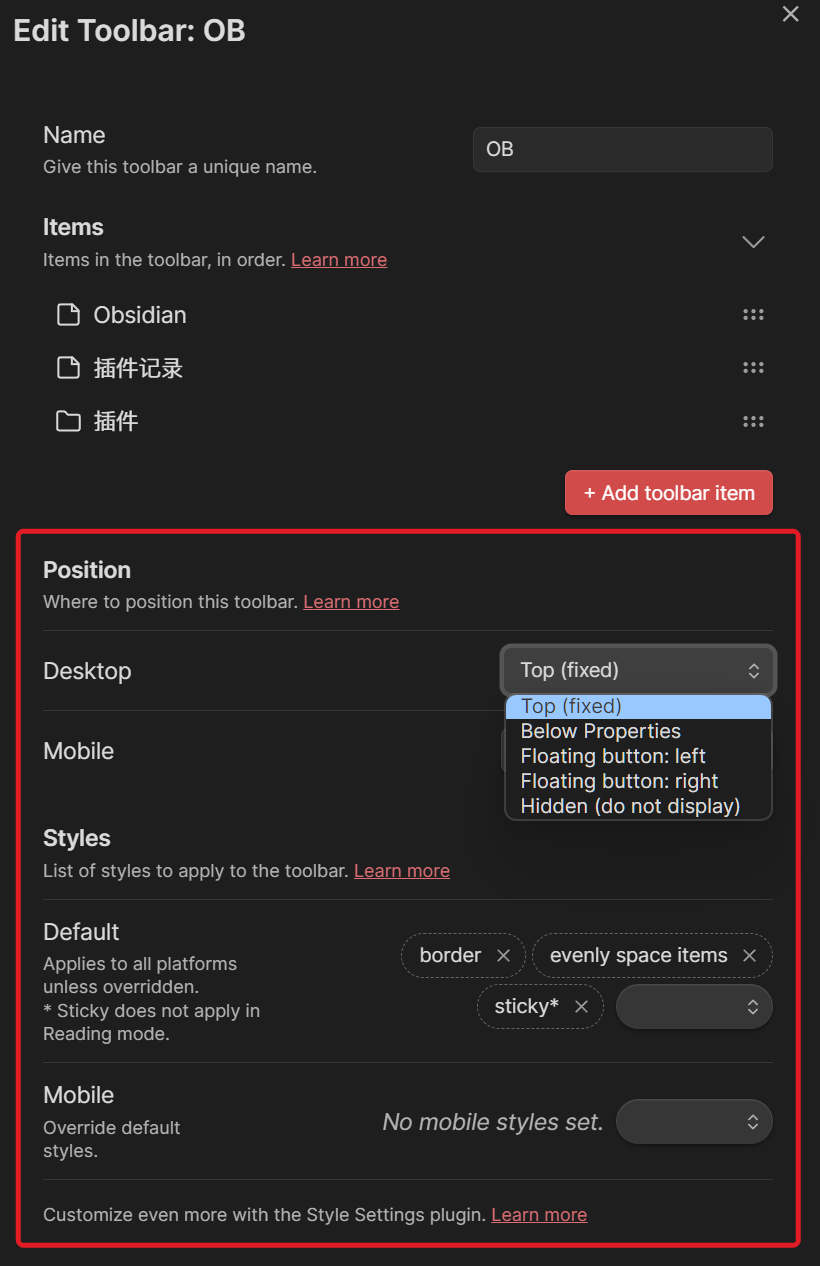 Edit Toolbar: OB
Name
Give this toolbar a unique name.
OB
Items
Items in the toolbar, in order. Learn more
Obsidian
插件记录
插件
+ Add toolbar item
Position
Where to position this toolbar. Learn more
Desktop
Top (fixed)
Top (fixed)
Below Properties
Floating button: left
Floating button: right
Hidden (do not display)
Mobile
Styles
List of styles to apply to the toolbar. Learn more
Default
Applies to all platforms
unless overridden.
* Sticky does not apply in
Reading mode.
border
evenly space items
sticky*
Mobile
Override default
styles.
No mobile styles set.
Customize even more with the Style Settings plugin. Learn more